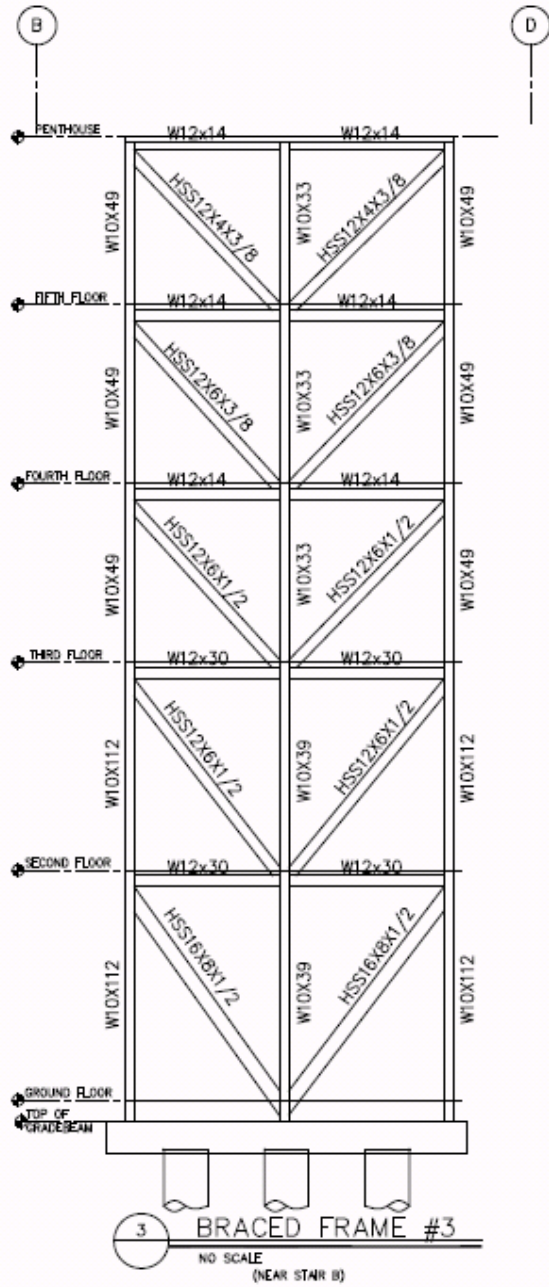 B D
PENTHOUSE
W12x14 W12x14
W10X49 HSS12X4X3/8 W10X33 HSS12X4X3/8 W10X49
FIFTH FLOOR
W12x14 W12x14
W10X49 HSS12X6X3/8 W10X33 HSS12X6X3/8 W10X49
FOURTH FLOOR
W12x14 W12x14
W10X49 HSS12X6X1/2 W10X33 HSS12X6X1/2 W10X49
THIRD FLOOR
W12x30 W12x30
W10X112 HSS12X6X1/2 W10X39 HSS12X6X1/2 W10X112
SECOND FLOOR
W12x30 W12x30
W10X112 HSS16X8X1/2 W10X39 HSS16X8X1/2 W10X112
GROUND FLOOR
TOP OF
GRADEBEAM
3 BRACED FRAME #3
NO SCALE
(NEAR STAIR B)